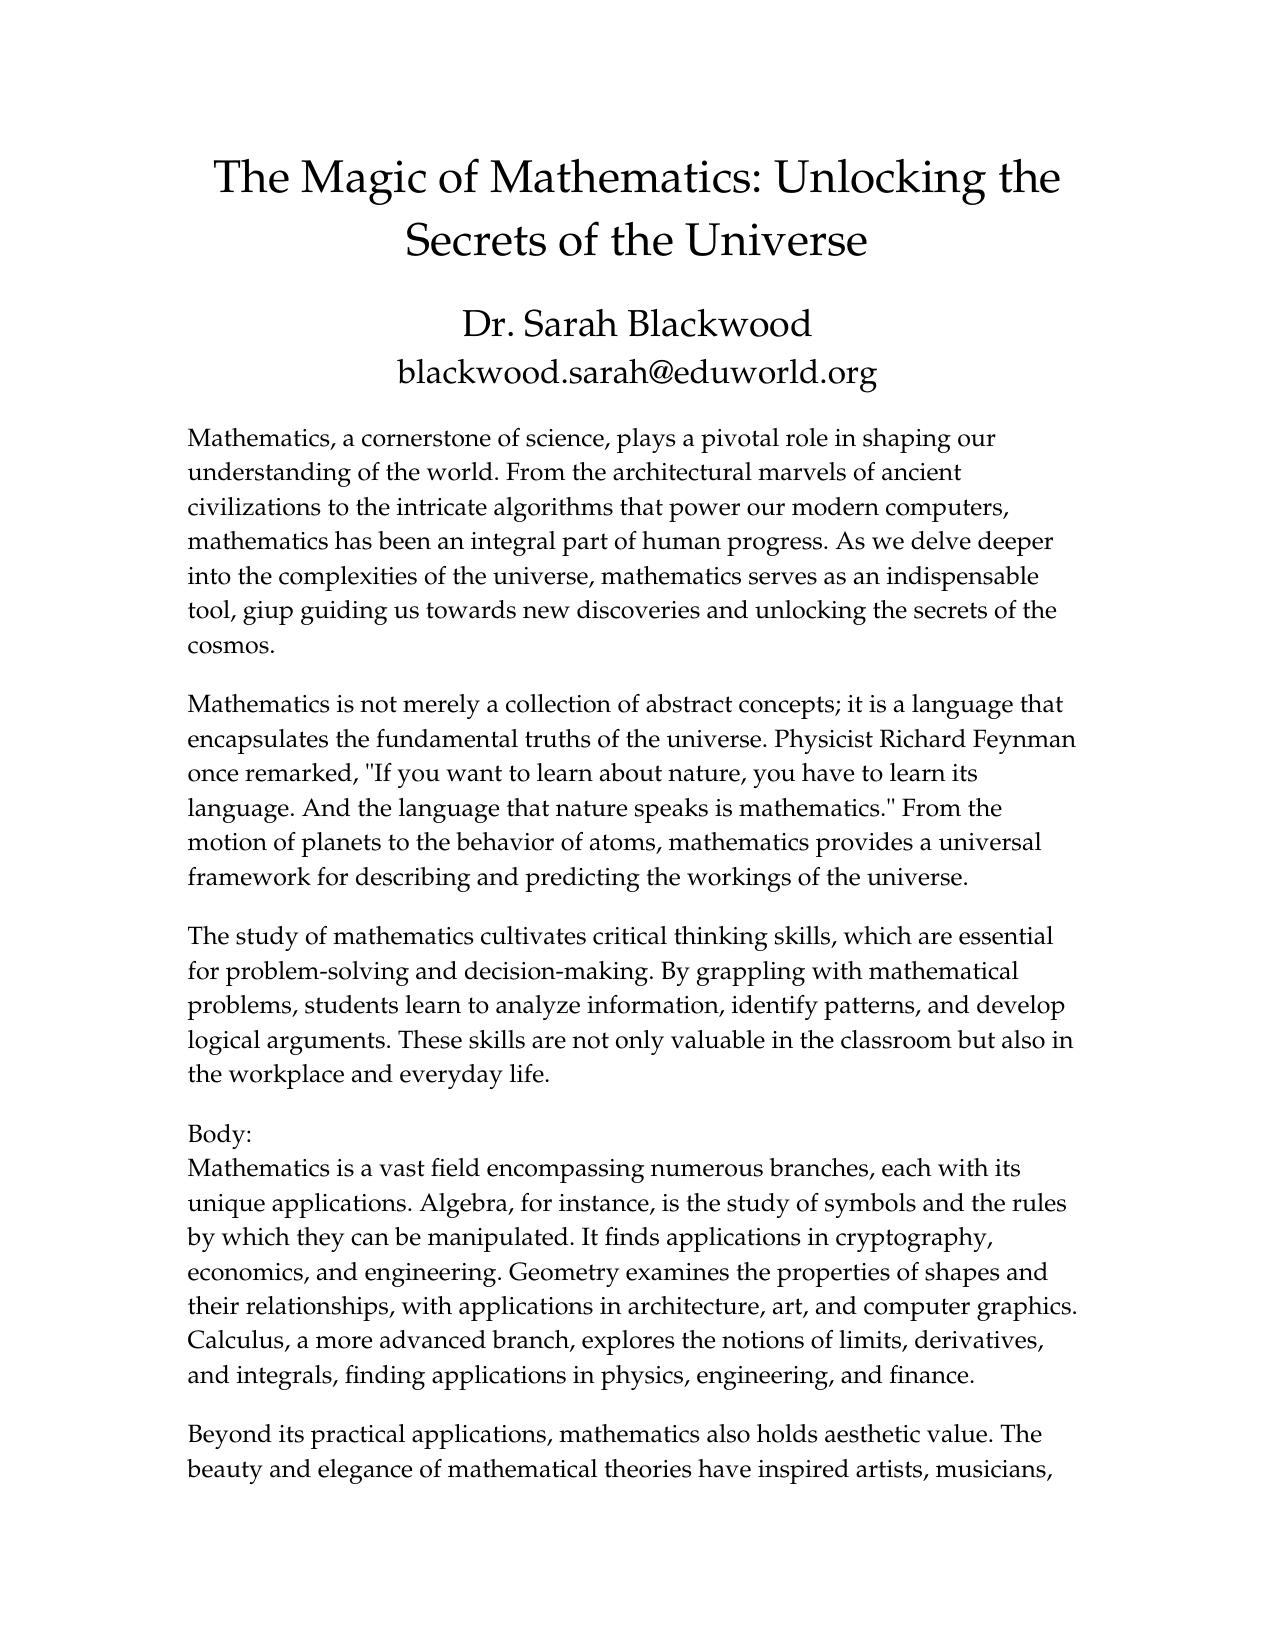 The Magic of Mathematics: Unlocking the
Secrets of the Universe
Dr. Sarah Blackwood
blackwood.sarah@eduworld.org
Mathematics, a cornerstone of science, plays a pivotal role in shaping our
understanding of the world. From the architectural marvels of ancient
civilizations to the intricate algorithms that power our modern computers,
mathematics has been an integral part of human progress. As we delve deeper
into the complexities of the universe, mathematics serves as an indispensable
tool, giup guiding us towards new discoveries and unlocking the secrets of the
cosmos.
Mathematics is not merely a collection of abstract concepts; it is a language that
encapsulates the fundamental truths of the universe. Physicist Richard Feynman
once remarked, "If you want to learn about nature, you have to learn its
language. And the language that nature speaks is mathematics." From the
motion of planets to the behavior of atoms, mathematics provides a universal
framework for describing and predicting the workings of the universe.
The study of mathematics cultivates critical thinking skills, which are essential
for problem-solving and decision-making. By grappling with mathematical
problems, students learn to analyze information, identify patterns, and develop
logical arguments. These skills are not only valuable in the classroom but also in
the workplace and everyday life.
Body:
Mathematics is a vast field encompassing numerous branches, each with its
unique applications. Algebra, for instance, is the study of symbols and the rules
by which they can be manipulated. It finds applications in cryptography,
economics, and engineering. Geometry examines the properties of shapes and
their relationships, with applications in architecture, art, and computer graphics.
Calculus, a more advanced branch, explores the notions of limits, derivatives,
and integrals, finding applications in physics, engineering, and finance.
Beyond its practical applications, mathematics also holds aesthetic value. The
beauty and elegance of mathematical theories have inspired artists, musicians,